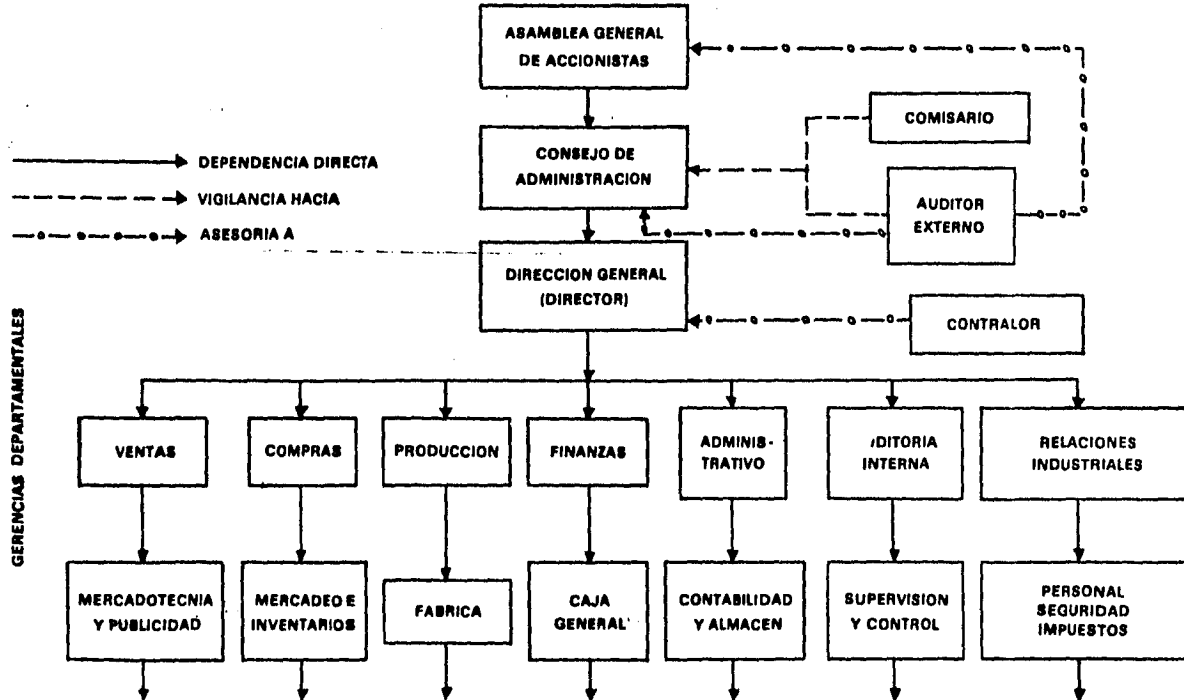 ASAMBLEA GENERAL
DE ACCIONISTAS
COMISARIO
CONSEJO DE
ADMINISTRACION
DEPENDENCIA DIRECTA
VIGILANCIA HACIA
ASESORIA A
AUDITOR
EXTERNO
DIRECCION GENERAL
(DIRECTOR)
CONTRALOR
GERENCIAS DEPARTAMENTALES
VENTAS
COMPRAS
PRODUCCION
FINANZAS
ADMINIS-
TRATIVO
DITORIA
INTERNA
RELACIONES
INDUSTRIALES
MERCADOTECNIA
Y PUBLICIDAD
MERCADEO E
INVENTARIOS
FABRICA
CAJA
GENERAL
CONTABILIDAD
Y ALMACEN
SUPERVISION
Y CONTROL
PERSONAL
SEGURIDAD
IMPUESTOS